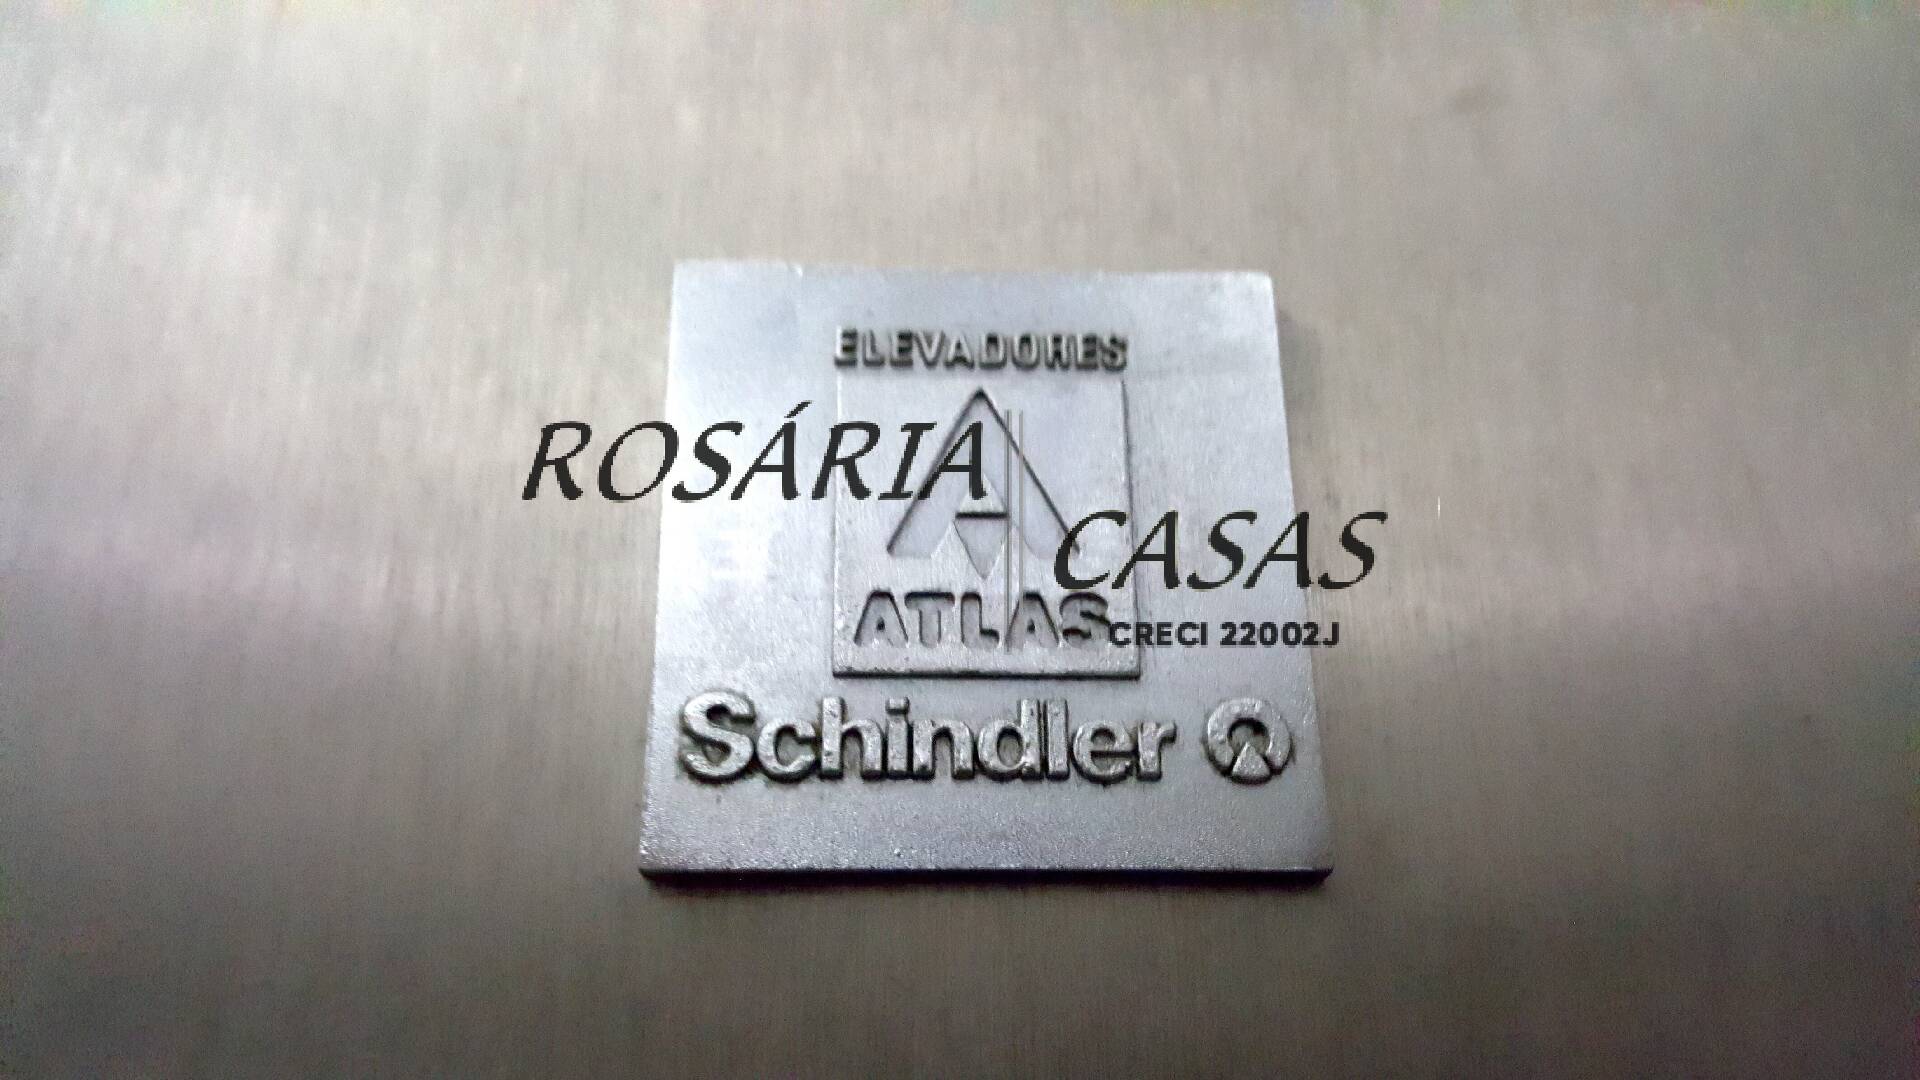 ELEVADORES
ROSÁRIA
CASAS
ATLAS
CRECI 22002J
Schindler